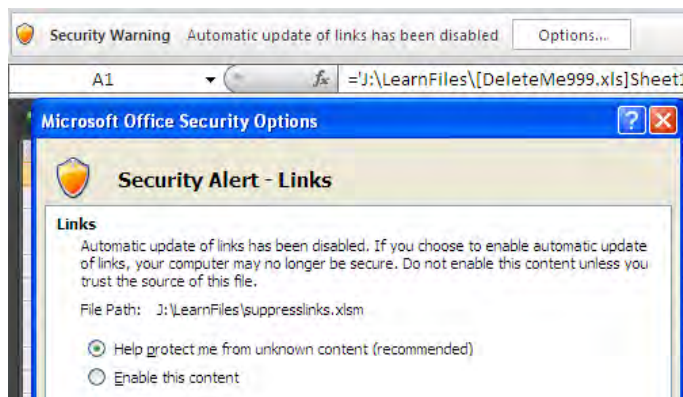 Security Warning Automatic update of links has been disabled Options...
A1 fx ='J:\LearnFiles\[DeleteMe999.xls]Sheet1
Microsoft Office Security Options
Security Alert - Links
Links
Automatic update of links has been disabled. If you choose to enable automatic update
of links, your computer may no longer be secure. Do not enable this content unless you
trust the source of this file.
File Path: J:\LearnFiles\suppresslinks.xlsm
Help protect me from unknown content (recommended)
Enable this content